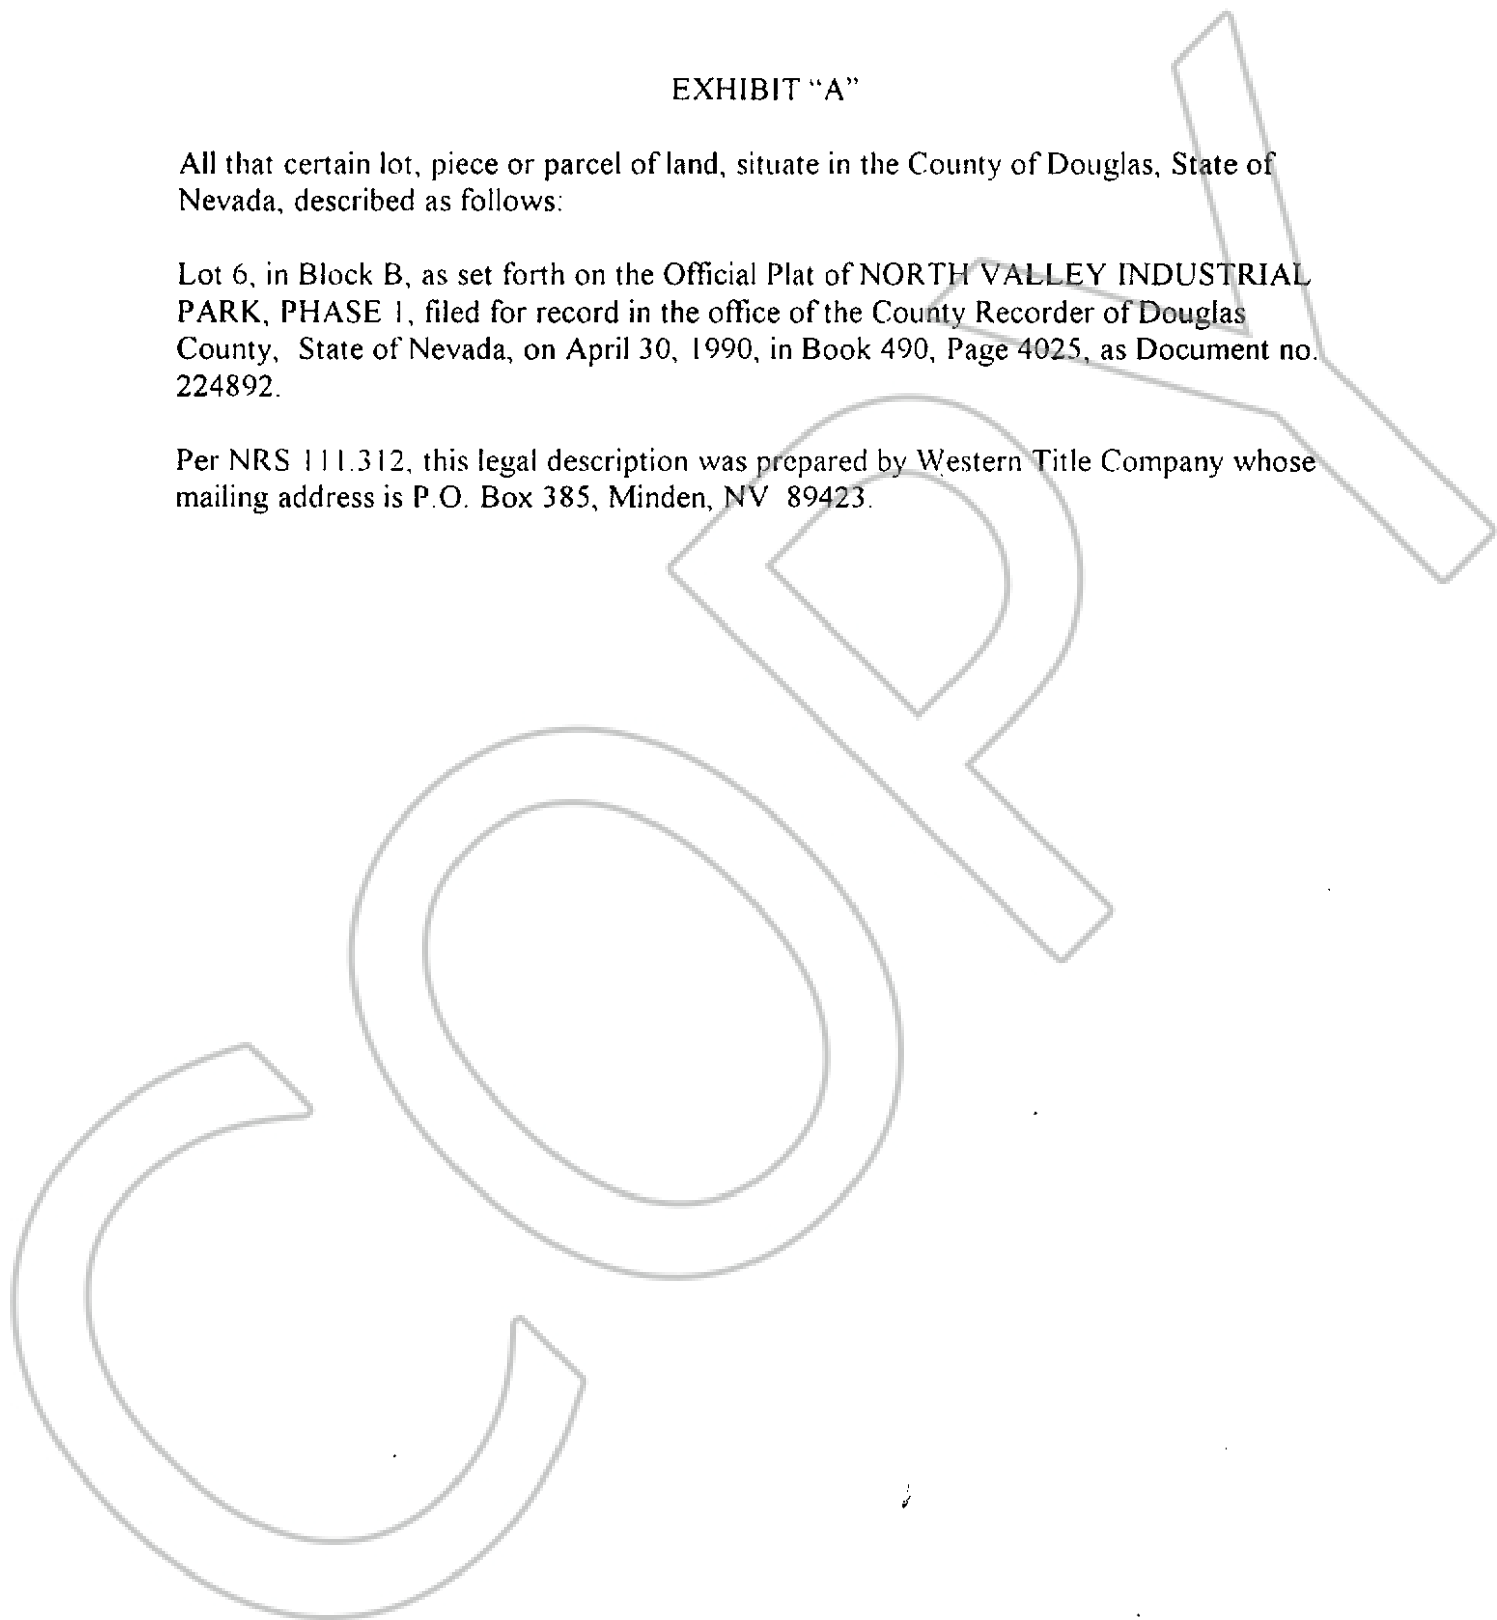 EXHIBIT “A”
All that certain lot, piece or parcel of land, situate in the County of Douglas, State of
Nevada, described as follows:
Lot 6, in Block B, as set forth on the Official Plat of NORTH VALLEY INDUSTRIAL
PARK, PHASE 1, filed for record in the office of the County Recorder of Douglas
County,  State of Nevada, on April 30, 1990, in Book 490, Page 4025, as Document no.
224892.
Per NRS 111.312, this legal description was prepared by Western Title Company whose
mailing address is P.O. Box 385, Minden, NV  89423.
COPY